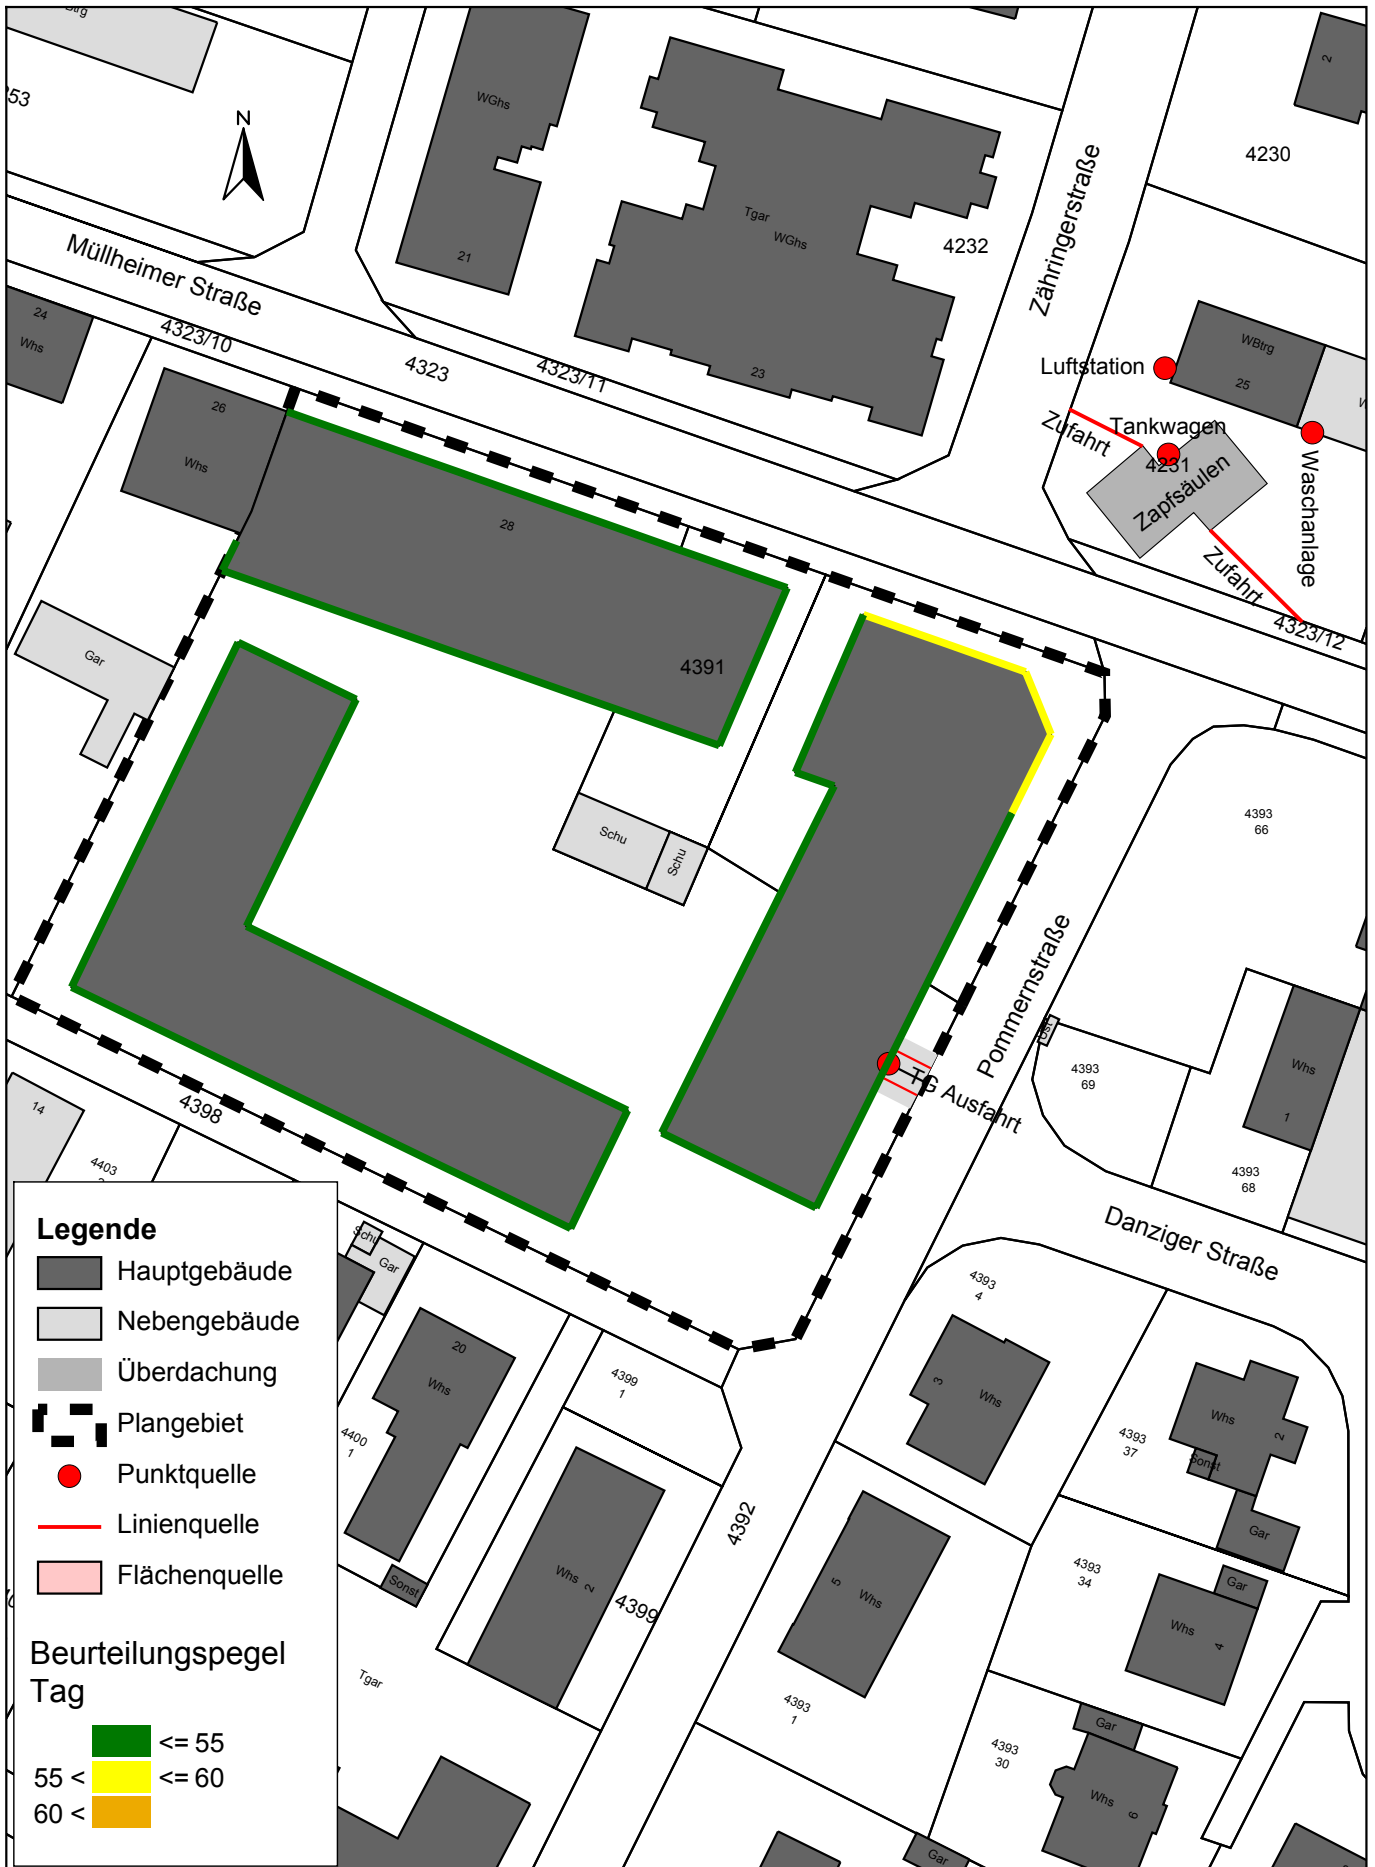 N
Müllheimer Straße
Zähringerstraße
4230
2
WGhs
21
Tgar
WGhs
4232
23
24
Whs
4323/10
4323
4323/11
Luftstation
WBtrg
25
Zufahrt
Tankwagen
4231
Zapfsäulen
Waschanlage
Zufahrt
4323/12
26
Whs
28
4391
Gar
Schu
Schu
4393
66
Pommernstraße
4393
69
Whs
1
4393
68
TG Ausfahrt
Danziger Straße
14
4403
4398
Schu
Gar
20
Whs
4400
1
Sonst
4399
1
Whs 2
4399
Tgar
4392
4393
4
3
Whs
4393
37
Whs
2
Sonst
Gar
5
Whs
4393
34
Gar
Whs
4
4393
1
4393
30
Gar
Whs
6
Gar
Legende
Hauptgebäude
Nebengebäude
Überdachung
Plangebiet
Punktquelle
Linienquelle
Flächenquelle
Beurteilungspegel
Tag
<= 55
55 < <= 60
60 <